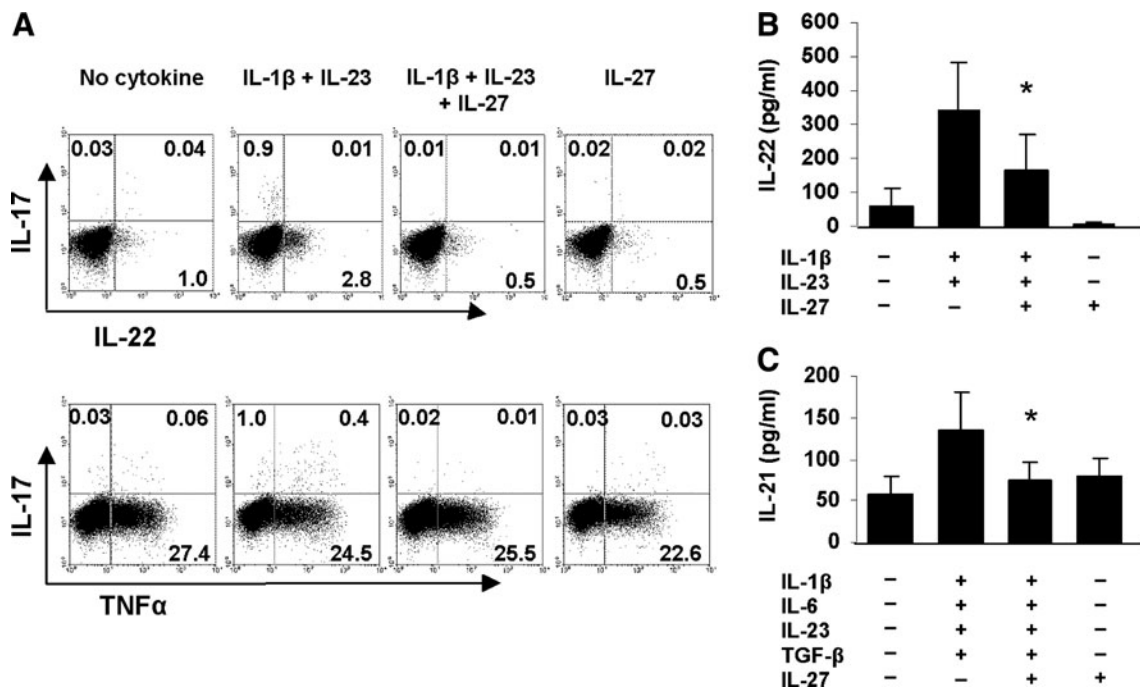 A
No cytokine
IL-1β + IL-23
IL-1β + IL-23
+ IL-27
IL-27
0.03 0.04 0.9 0.01 0.01 0.01 0.02 0.02
IL-17
1.0 2.8 0.5 0.5
IL-22
0.03 0.06 1.0 0.4 0.02 0.01 0.03 0.03
IL-17
27.4 24.5 25.5 22.6
TNFα
B
IL-22 (pg/ml)
600
500
400
300
200
100
0
*
IL-1β – + + –
IL-23 – + + –
IL-27 – – + +
C
IL-21 (pg/ml)
200
150
100
50
0
*
IL-1β – + + –
IL-6 – + + –
IL-23 – + + –
TGF-β – + + –
IL-27 – – + +